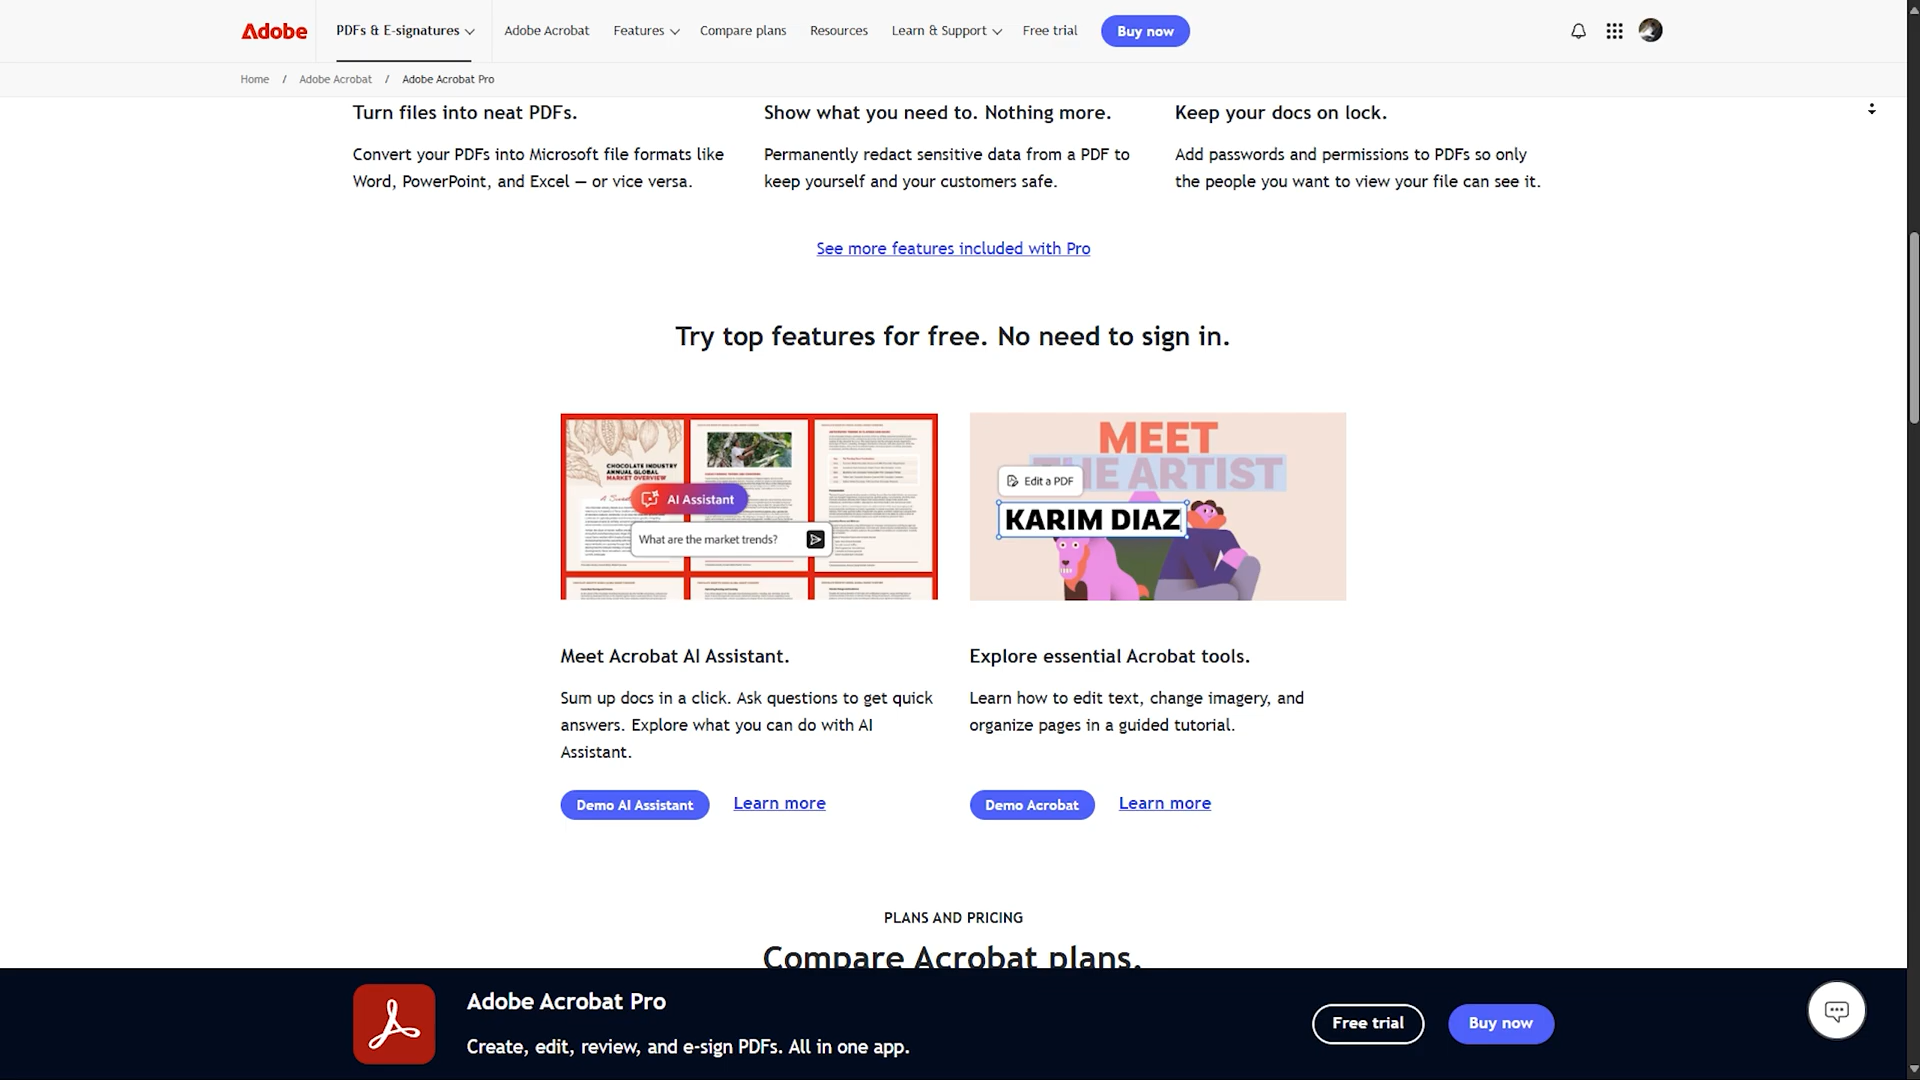 Adobe
PDFs & E-signatures
Adobe Acrobat
Features
Compare plans
Resources
Learn & Support
Free trial
Buy now
Home / Adobe Acrobat / Adobe Acrobat Pro
Turn files into neat PDFs.
Convert your PDFs into Microsoft file formats like
Word, PowerPoint, and Excel — or vice versa.
Show what you need to. Nothing more.
Permanently redact sensitive data from a PDF to
keep yourself and your customers safe.
Keep your docs on lock.
Add passwords and permissions to PDFs so only
the people you want to view your file can see it.
See more features included with Pro
Try top features for free. No need to sign in.
CHOCOLATE INDUSTRY
ANNUAL GLOBAL
MARKET OVERVIEW
AI Assistant
What are the market trends?
MEET
THE ARTIST
Edit a PDF
KARIM DIAZ
Meet Acrobat AI Assistant.
Sum up docs in a click. Ask questions to get quick
answers. Explore what you can do with AI
Assistant.
Demo AI Assistant
Learn more
Explore essential Acrobat tools.
Learn how to edit text, change imagery, and
organize pages in a guided tutorial.
Demo Acrobat
Learn more
PLANS AND PRICING
Compare Acrobat plans.
Adobe Acrobat Pro
Create, edit, review, and e-sign PDFs. All in one app.
Free trial
Buy now